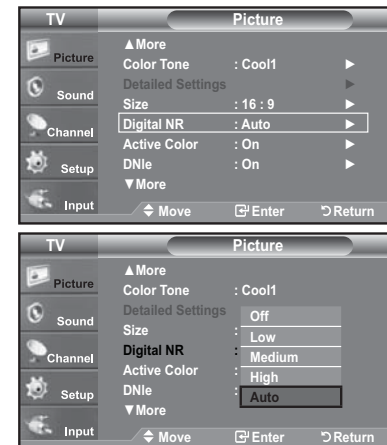 TV Picture
▲More
Picture
Color Tone : Cool1 ►
Detailed Settings ►
Sound
Size : 16 : 9 ►
Digital NR : Auto ►
Channel
Active Color : On ►
DNIe : On ►
Setup
▼More
Input
Move Enter Return
TV Picture
▲More
Picture
Color Tone : Cool1
Detailed Settings
Off
Sound
Size :
Low
Digital NR :
Medium
Channel
Active Color :
High
DNIe :
Auto
Setup
▼More
Input
Move Enter Return